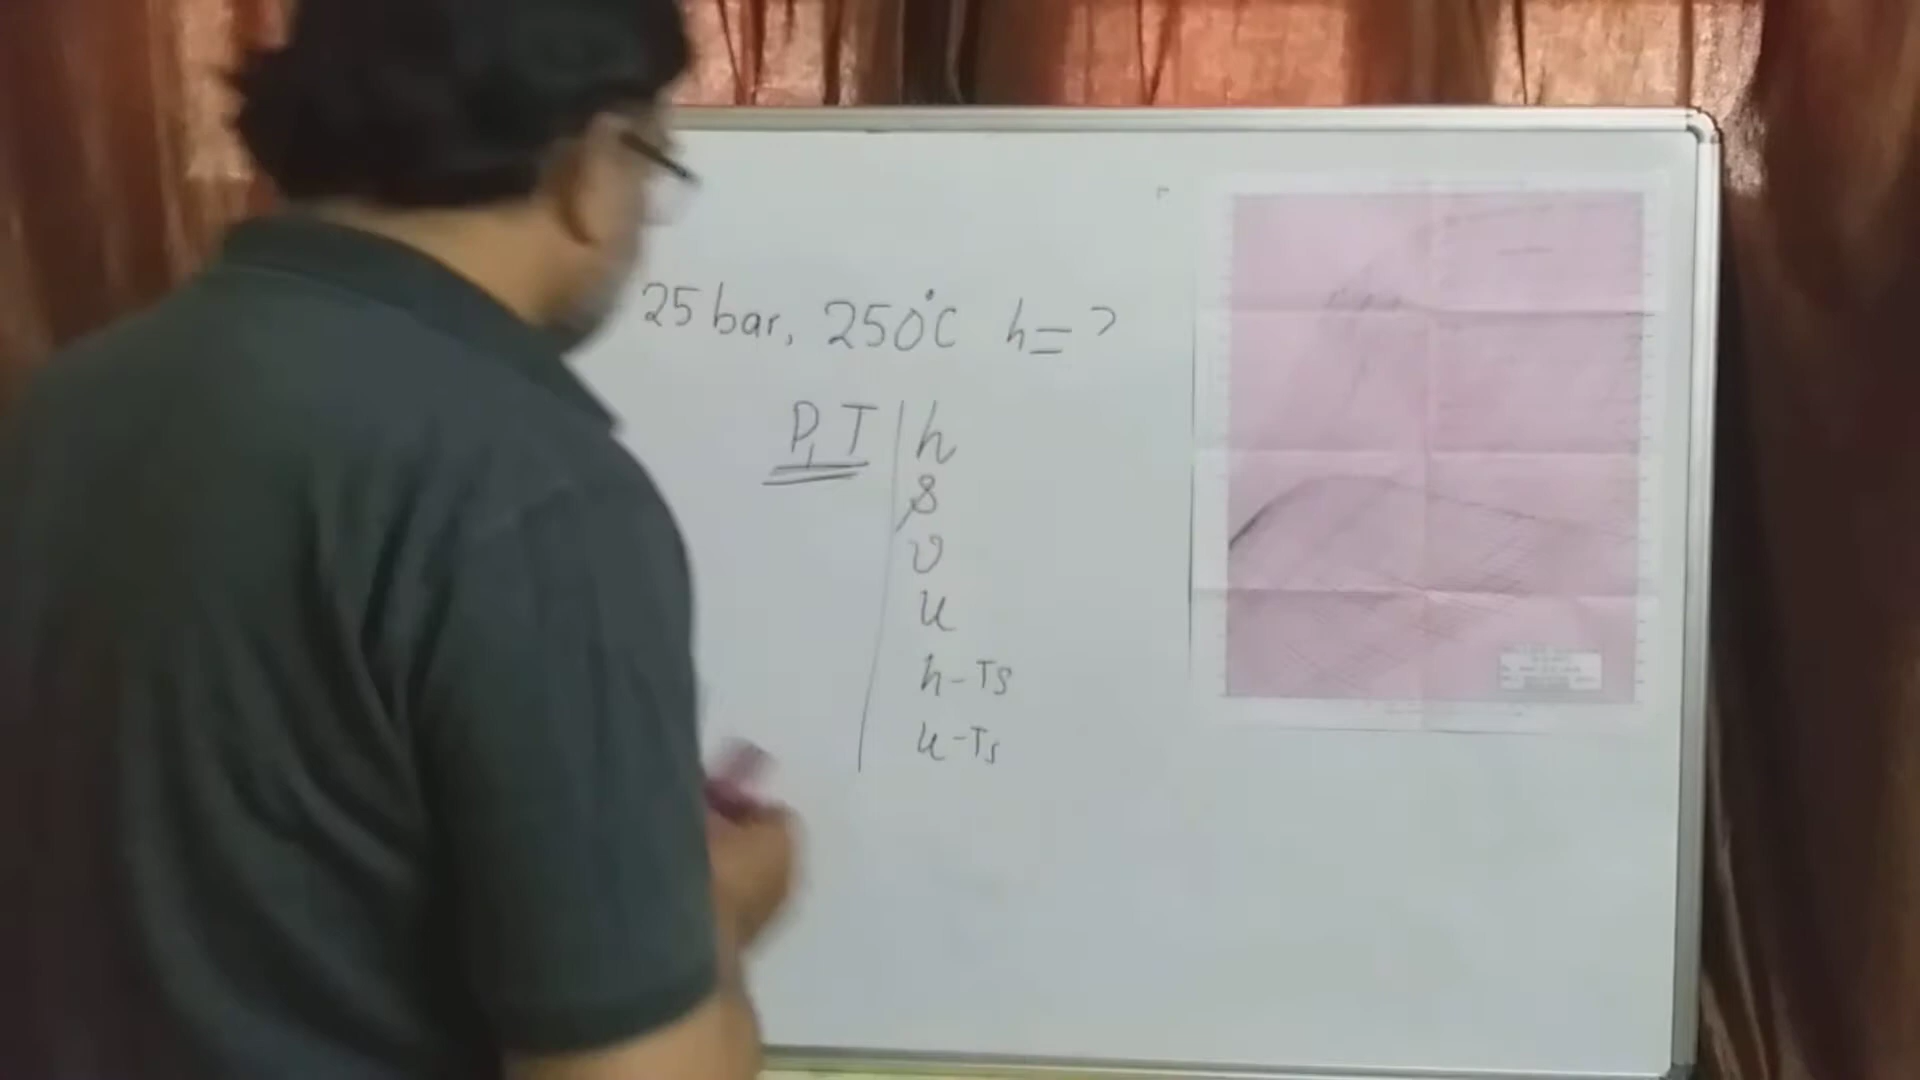 25 bar, 250°C h = ?
P, T h
s
v
u
h - Ts
u - Ts